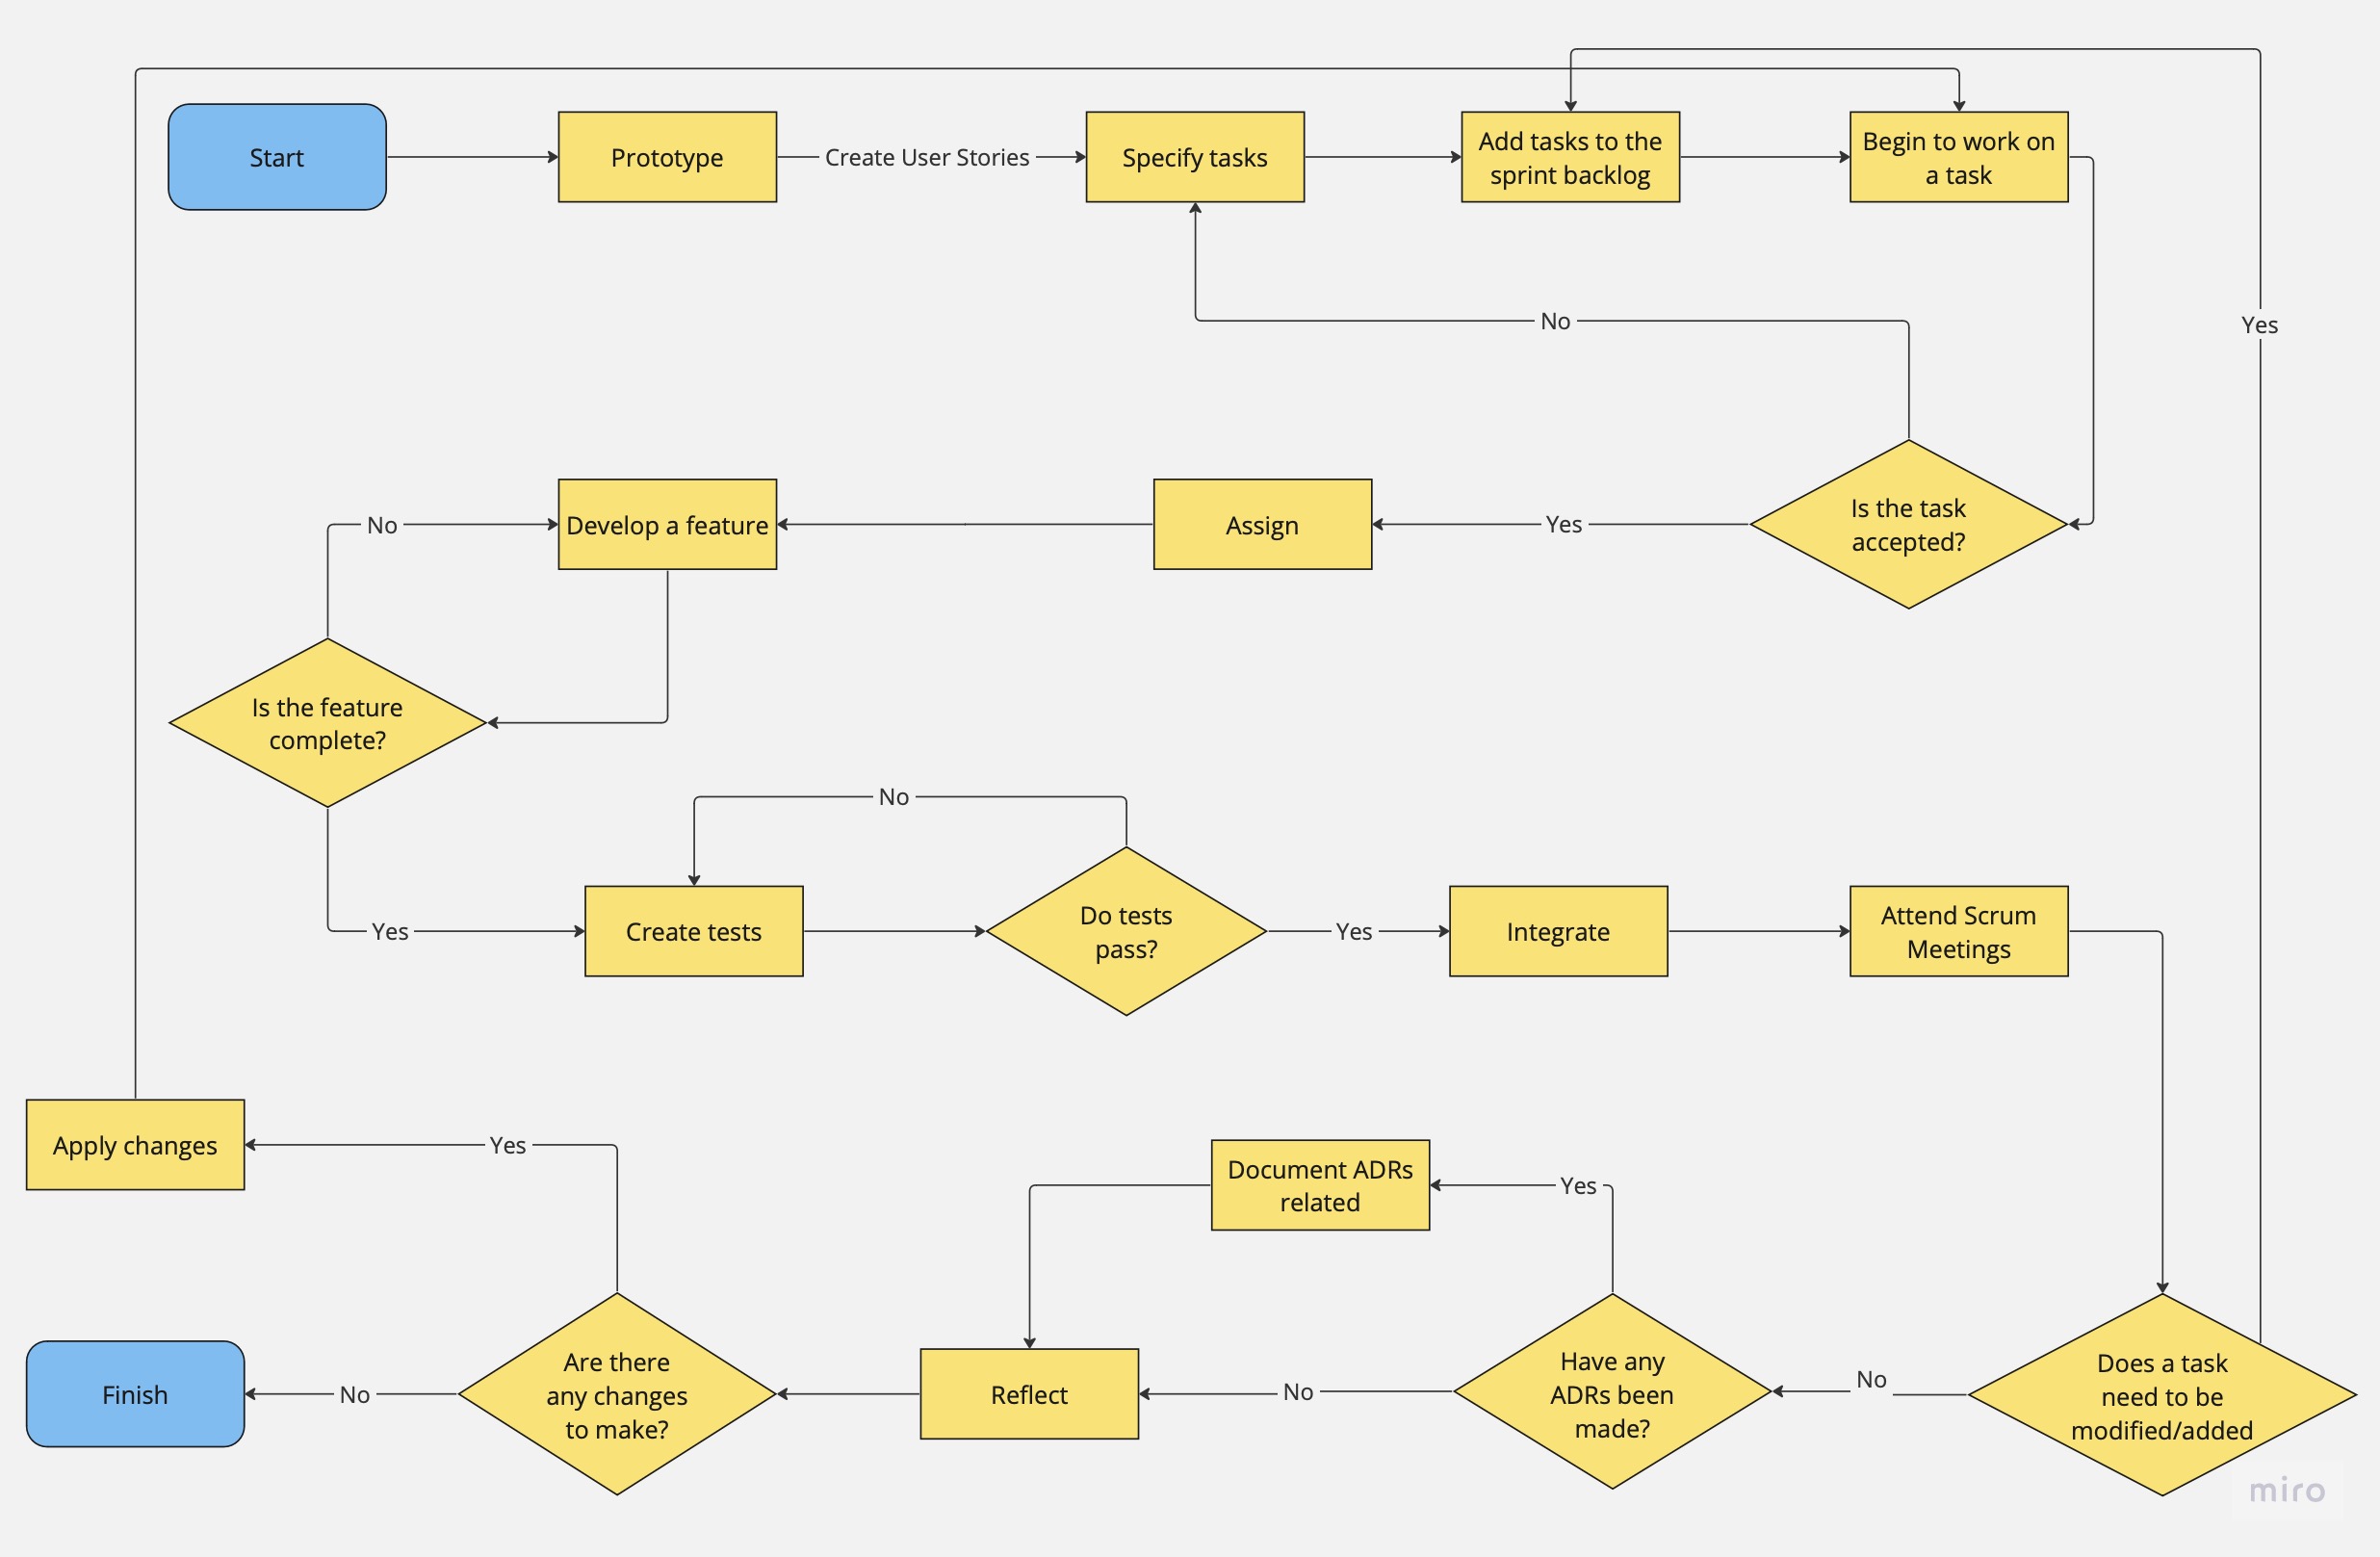 Start
Prototype
Create User Stories
Specify tasks
Add tasks to the
sprint backlog
Begin to work on
a task
No
Yes
Is the task
accepted?
Yes
Assign
Develop a feature
No
Is the feature
complete?
No
Yes
Create tests
Do tests
pass?
Yes
Integrate
Attend Scrum
Meetings
Apply changes
Yes
Document ADRs
related
Yes
Finish
No
Are there
any changes
to make?
Reflect
No
Have any
ADRs been
made?
No
Does a task
need to be
modified/added
miro